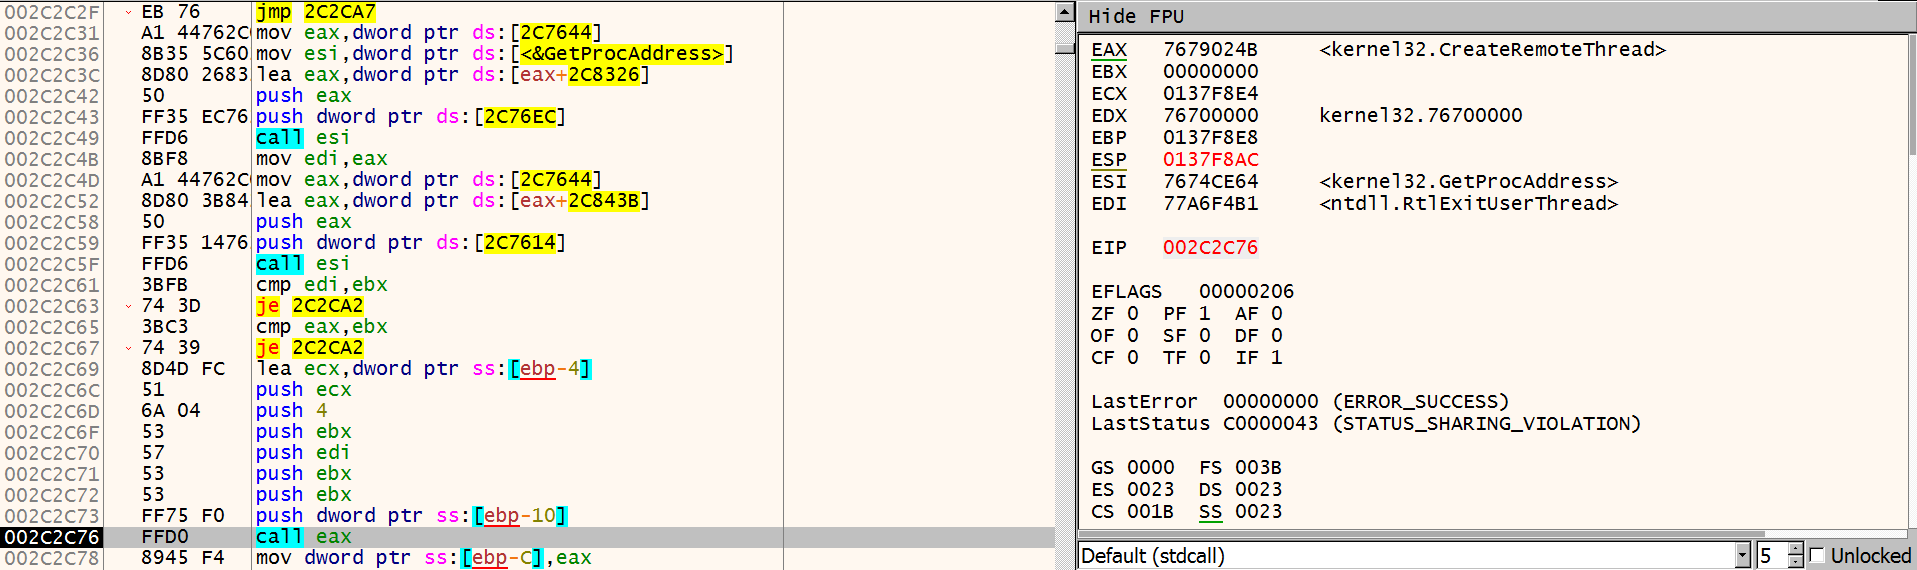 002C2C2F EB 76 jmp 2C2CA7
002C2C31 A1 44762C mov eax,dword ptr ds:[2C7644]
002C2C36 8B35 5C60 mov esi,dword ptr ds:[<&GetProcAddress>]
002C2C3C 8D80 2683 lea eax,dword ptr ds:[eax+2C8326]
002C2C42 50 push eax
002C2C43 FF35 EC76 push dword ptr ds:[2C76EC]
002C2C49 FFD6 call esi
002C2C4B 8BF8 mov edi,eax
002C2C4D A1 44762C mov eax,dword ptr ds:[2C7644]
002C2C52 8D80 3B84 lea eax,dword ptr ds:[eax+2C843B]
002C2C58 50 push eax
002C2C59 FF35 1476 push dword ptr ds:[2C7614]
002C2C5F FFD6 call esi
002C2C61 3BFB cmp edi,ebx
002C2C63 74 3D je 2C2CA2
002C2C65 3BC3 cmp eax,ebx
002C2C67 74 39 je 2C2CA2
002C2C69 8D4D FC lea ecx,dword ptr ss:[ebp-4]
002C2C6C 51 push ecx
002C2C6D 6A 04 push 4
002C2C6F 53 push ebx
002C2C70 57 push edi
002C2C71 53 push ebx
002C2C72 53 push ebx
002C2C73 FF75 F0 push dword ptr ss:[ebp-10]
002C2C76 FFD0 call eax
002C2C78 8945 F4 mov dword ptr ss:[ebp-C],eax
Hide FPU
EAX 7679024B <kernel32.CreateRemoteThread>
EBX 00000000
ECX 0137F8E4
EDX 76700000 kernel32.76700000
EBP 0137F8E8
ESP 0137F8AC
ESI 7674CE64 <kernel32.GetProcAddress>
EDI 77A6F4B1 <ntdll.RtlExitUserThread>
EIP 002C2C76
EFLAGS 00000206
ZF 0 PF 1 AF 0
OF 0 SF 0 DF 0
CF 0 TF 0 IF 1
LastError 00000000 (ERROR_SUCCESS)
LastStatus C0000043 (STATUS_SHARING_VIOLATION)
GS 0000 FS 003B
ES 0023 DS 0023
CS 001B SS 0023
Default (stdcall) 5 Unlocked